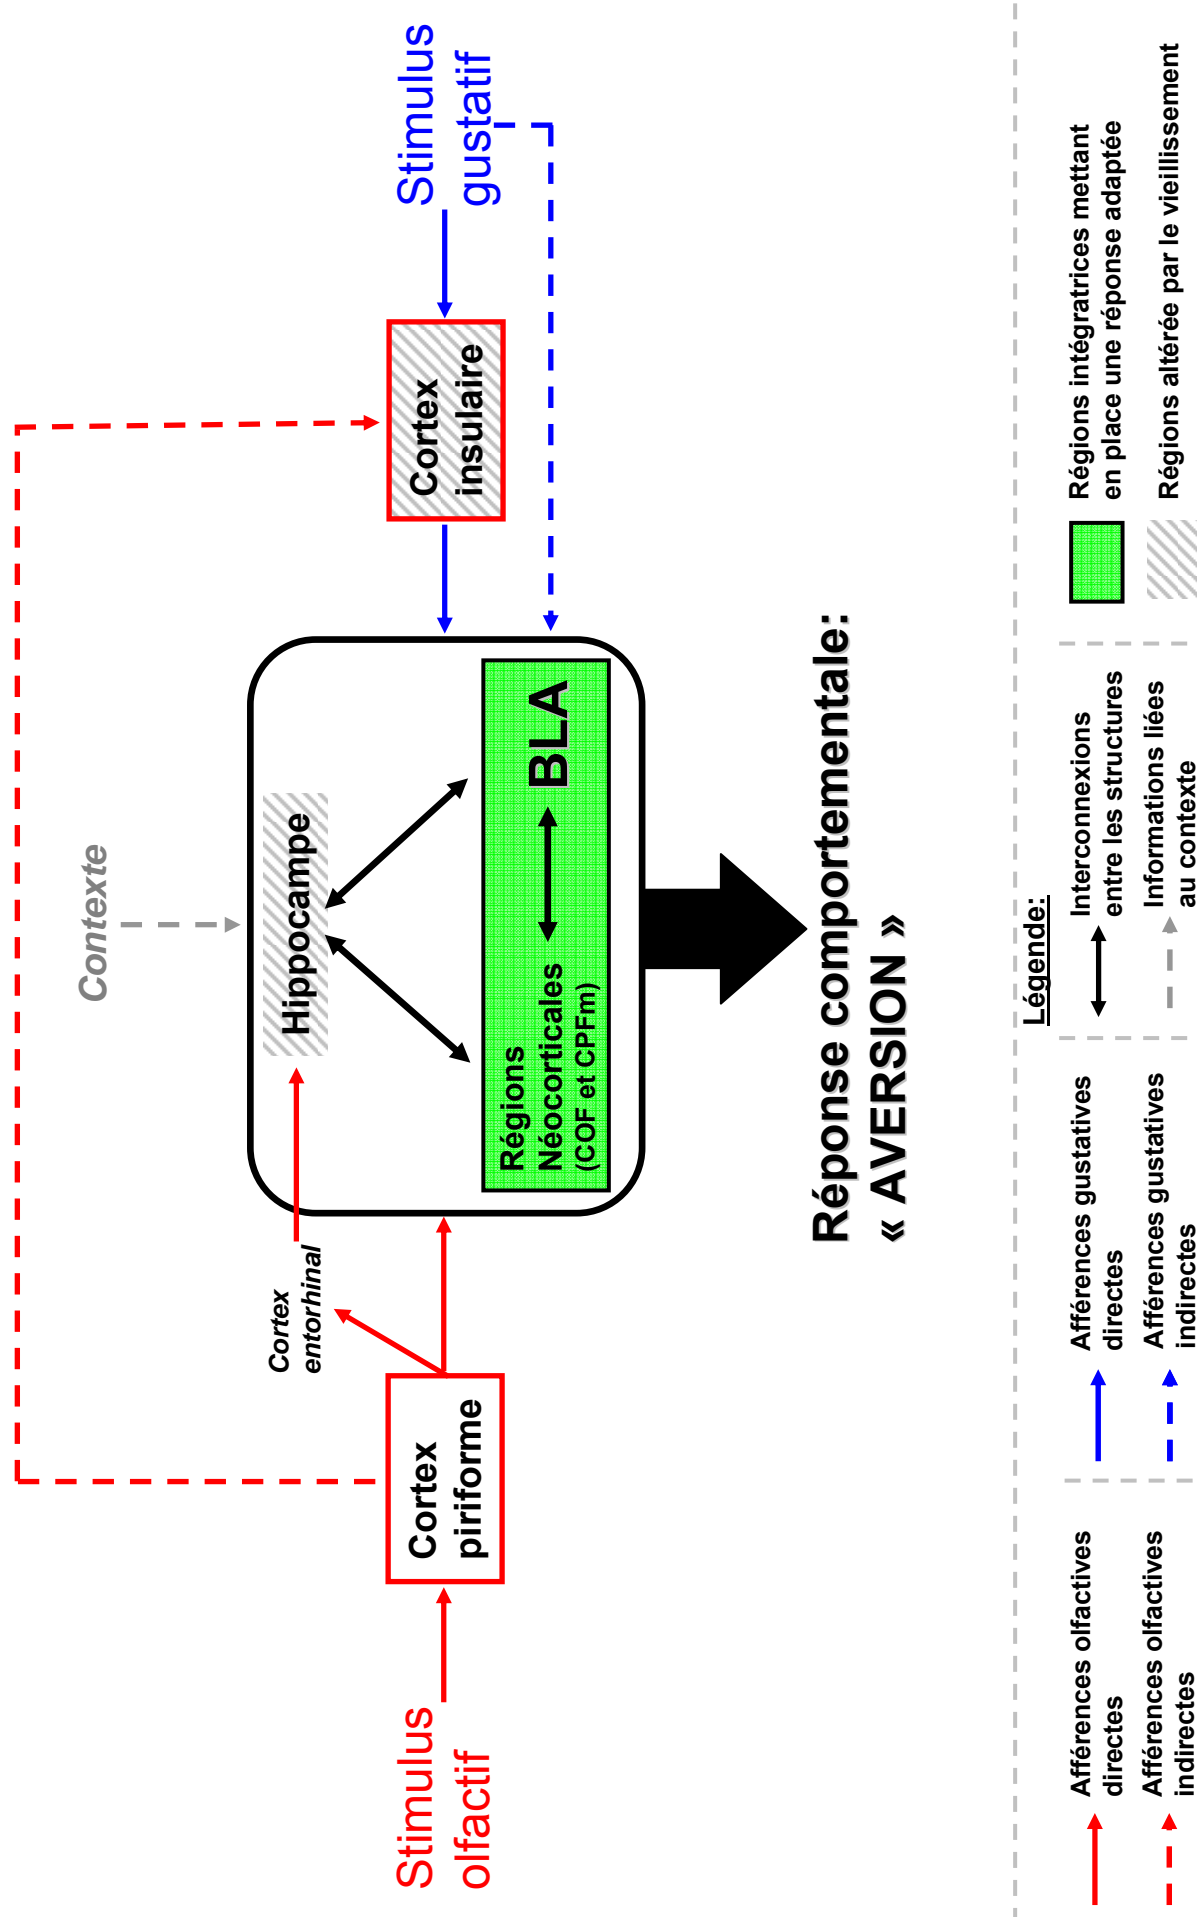 Contexte
Stimulus
olfactif
Cortex
piriforme
Cortex
entorhinal
Hippocampe
Régions
Néocorticales
(COF et CPFm)
BLA
Cortex
insulaire
Stimulus
gustatif
Réponse comportementale:
« AVERSION »
Légende:
Afférences olfactives
directes
Afférences olfactives
indirectes
Afférences gustatives
directes
Afférences gustatives
indirectes
Interconnexions
entre les structures
Informations liées
au contexte
Régions intégratrices mettant
en place une réponse adaptée
Régions altérée par le vieillissement